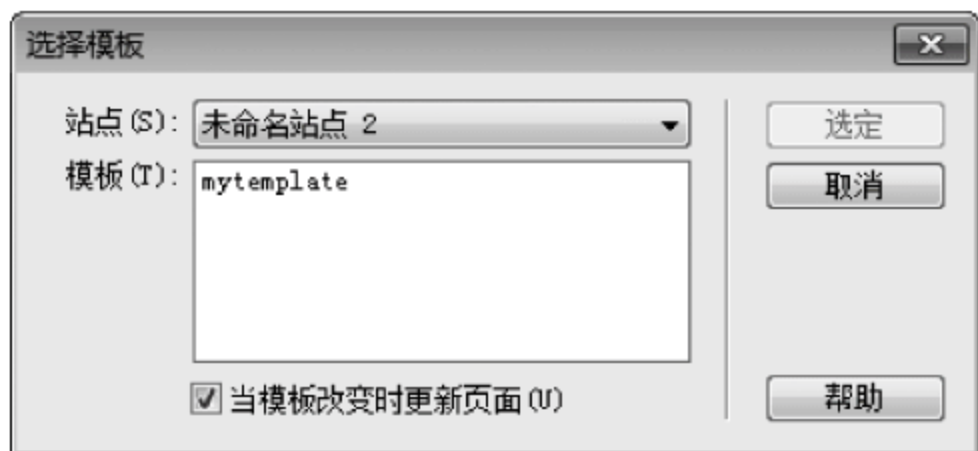 选择模板
站点(S): 未命名站点 2
选定
模板(T): mytemplate
取消
当模板改变时更新页面(U)
帮助